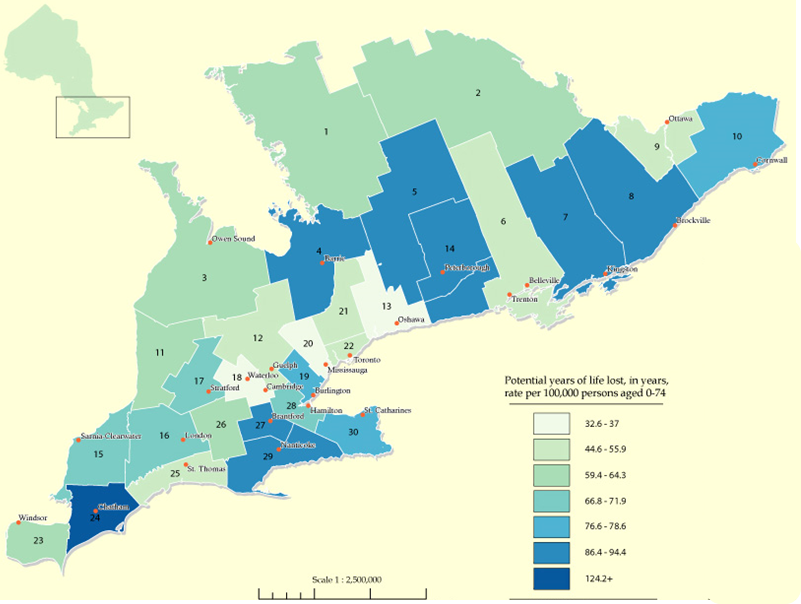 2
1
Ottawa
9
10
Cornwall
5
8
6
7
Brockville
Owen Sound
4
14
Barrie
Peterborough
Kingston
3
Belleville
Trenton
21
13
Oshawa
12
20
22
Toronto
11
Mississauga
17
Guelph
18
Waterloo
19
Stratford
Cambridge
Burlington
28
Hamilton
St. Catharines
26
27
Brantford
Sarnia-Clearwater
16
London
30
15
Nanticoke
29
25
St. Thomas
Chatham
24
Windsor
23
Potential years of life lost, in years,
rate per 100,000 persons aged 0-74
32.6 - 37
44.6 - 55.9
59.4 - 64.3
66.8 - 71.9
76.6 - 78.6
86.4 - 94.4
124.2+
Scale 1 : 2,500,000